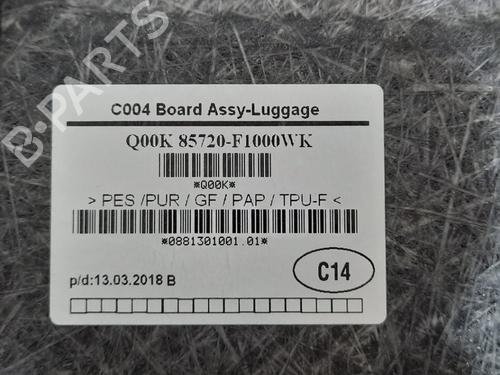 B-PARTS
C004 Board Assy-Luggage
Q00K 85720-F1000WK
*Q00K*
> PES /PUR / GF / PAP / TPU-F <
*0881301001.01*
C14
p/d:13.03.2018 B